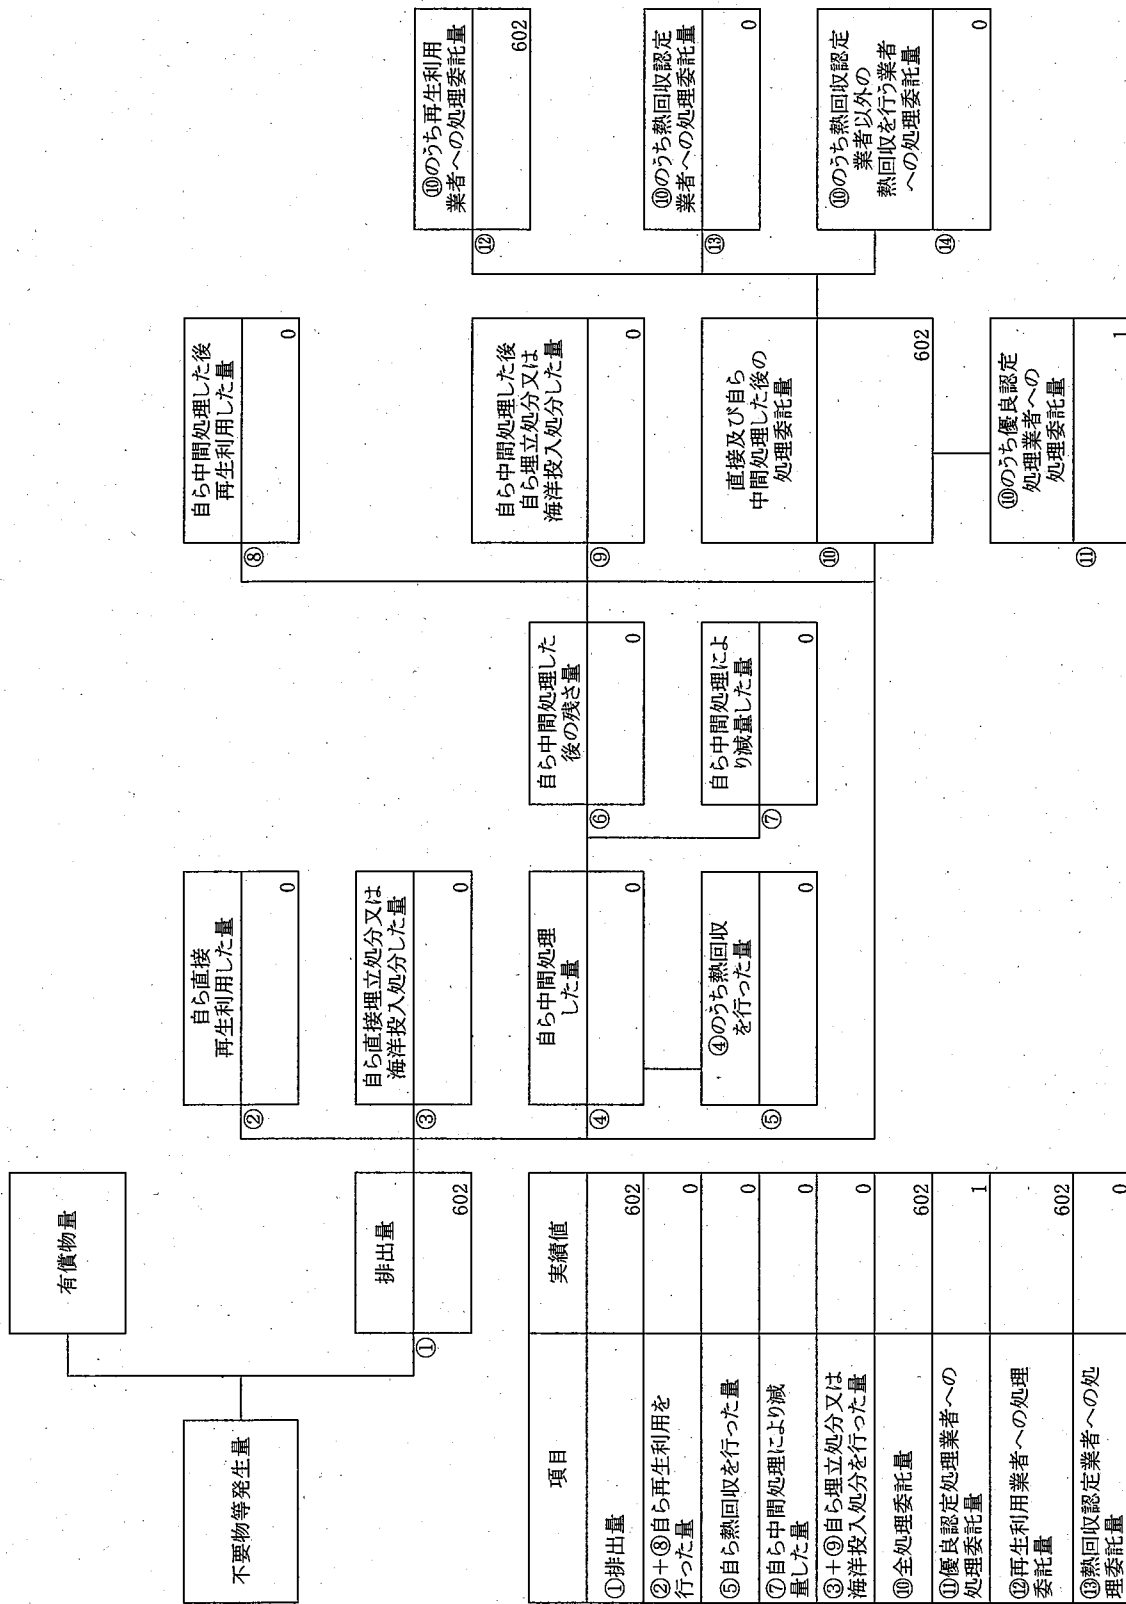 不要物等発生量
有償物量
排出量
①
602
自ら直接
再生利用した量
②
0
自ら直接埋立処分又は
海洋投入処分した量
③
0
自ら中間処理
した量
④
0
④のうち熱回収
を行った量
⑤
0
自ら中間処理した
後の残さ量
⑥
0
自ら中間処理によ
り減量した量
⑦
0
自ら中間処理した後
再生利用した量
⑧
0
自ら中間処理した後
自ら埋立処分又は
海洋投入処分した量
⑨
0
直接及び自ら
中間処理した後の
処理委託量
⑩
602
⑩のうち優良認定
処理業者への
処理委託量
⑪
1
⑩のうち再生利用
業者への処理委託量
⑫
602
⑩のうち熱回収認定
業者への処理委託量
⑬
0
⑩のうち熱回収認定
業者以外の
熱回収を行う業者
への処理委託量
⑭
0
項目
実績値
①排出量
602
②+⑧自ら再生利用を
行った量
0
⑤自ら熱回収を行った量
0
⑦自ら中間処理により減
量した量
0
③+⑨自ら埋立処分又は
海洋投入処分を行った量
0
⑩全処理委託量
602
⑪優良認定処理業者への
処理委託量
1
⑫再生利用業者への処理
委託量
602
⑬熱回収認定業者への処
理委託量
0